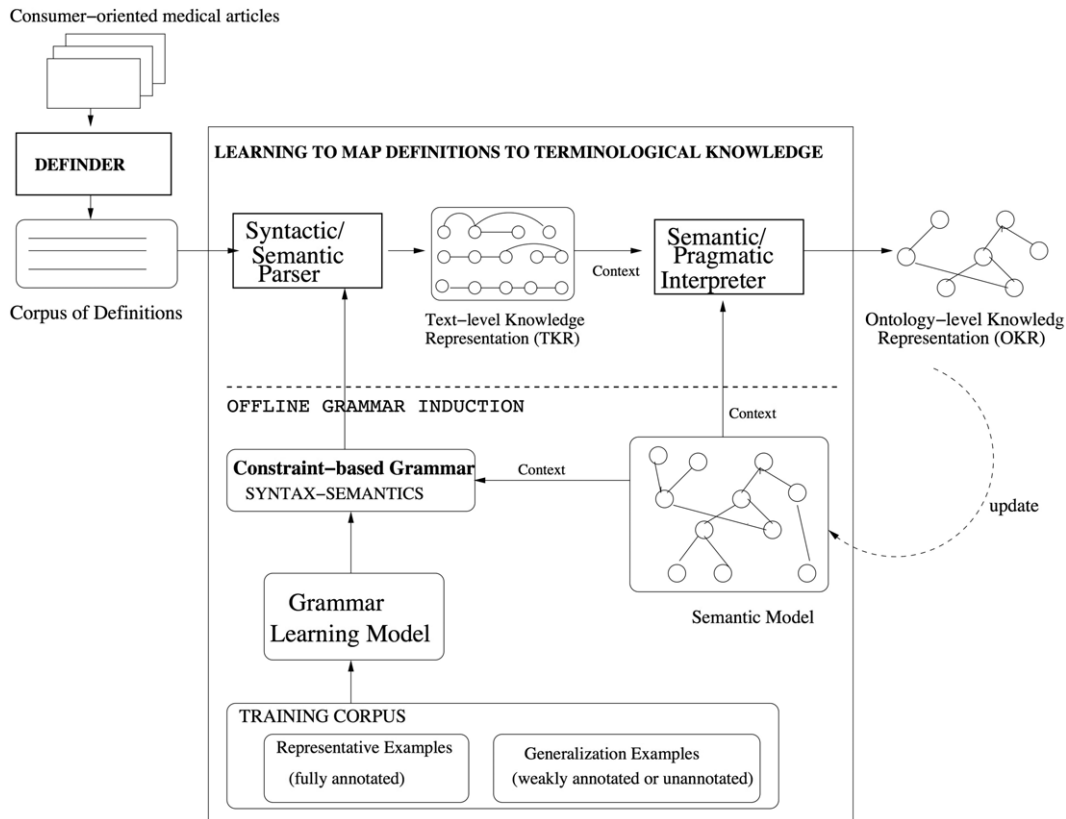 Consumer−oriented medical articles
DEFINDER
Corpus of Definitions
LEARNING TO MAP DEFINITIONS TO TERMINOLOGICAL KNOWLEDGE
Syntactic/
Semantic
Parser
Text−level Knowledge
Representation (TKR)
Context
Semantic/
Pragmatic
Interpreter
Ontology−level Knowledg
Representation (OKR)
OFFLINE GRAMMAR INDUCTION
Context
Constraint−based Grammar
SYNTAX−SEMANTICS
Context
update
Semantic Model
Grammar
Learning Model
TRAINING CORPUS
Representative Examples
(fully annotated)
Generalization Examples
(weakly annotated or unannotated)